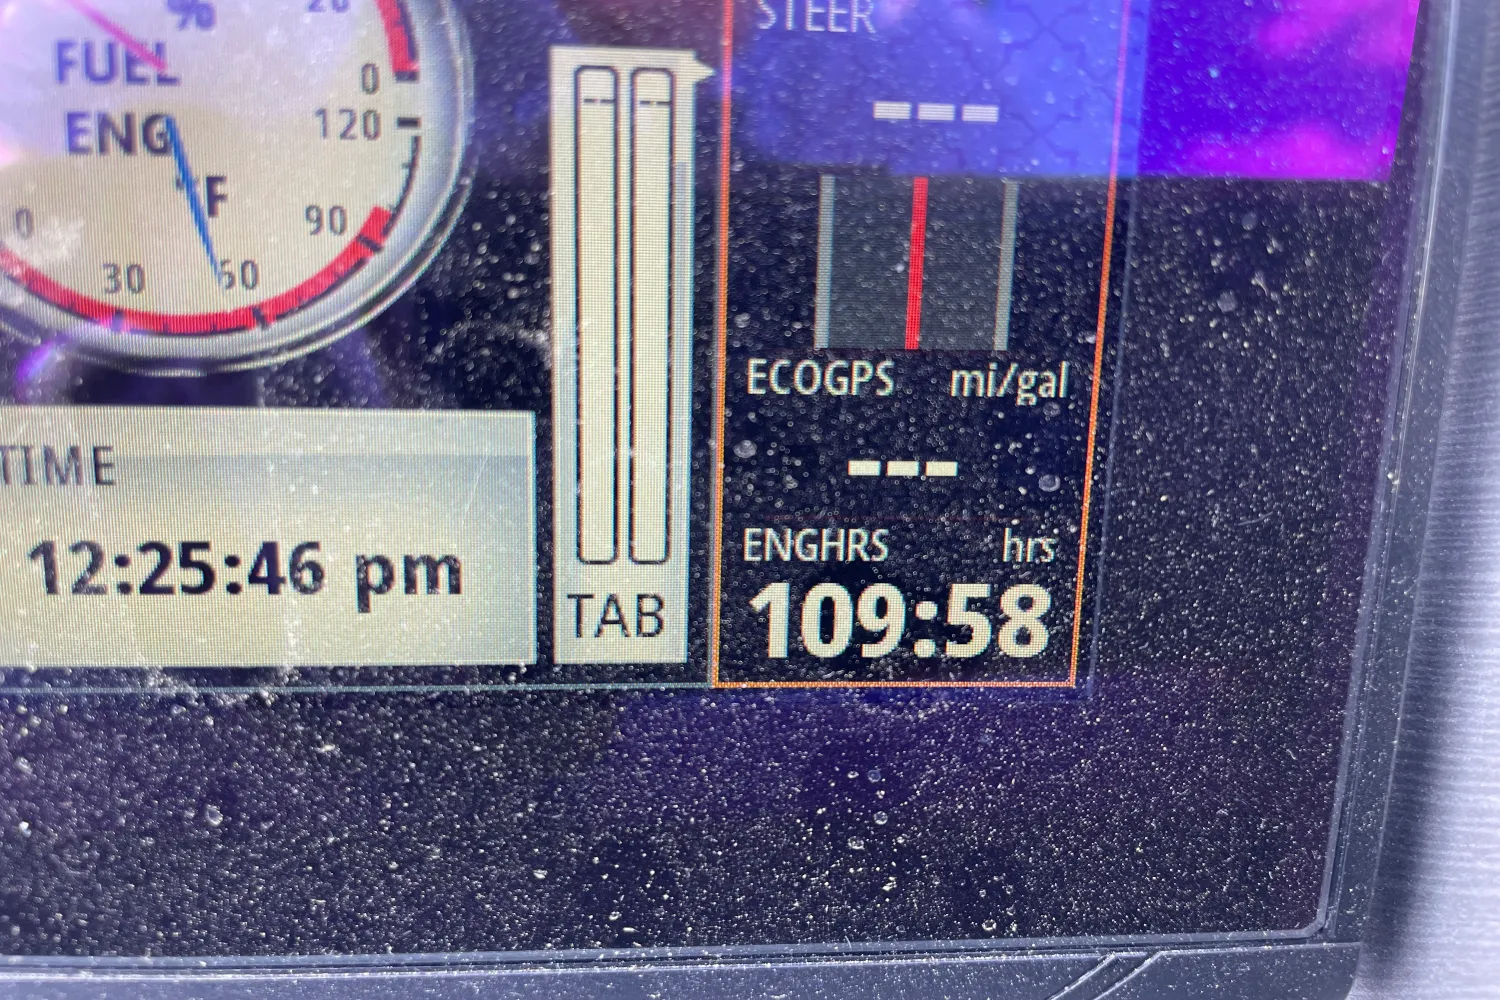 %
20
FUEL
0
ENG
120
°F
0
90
30
60
TIME
12:25:46 pm
TAB
STEER
---
ECOGPS mi/gal
---
ENGHRS hrs
109:58